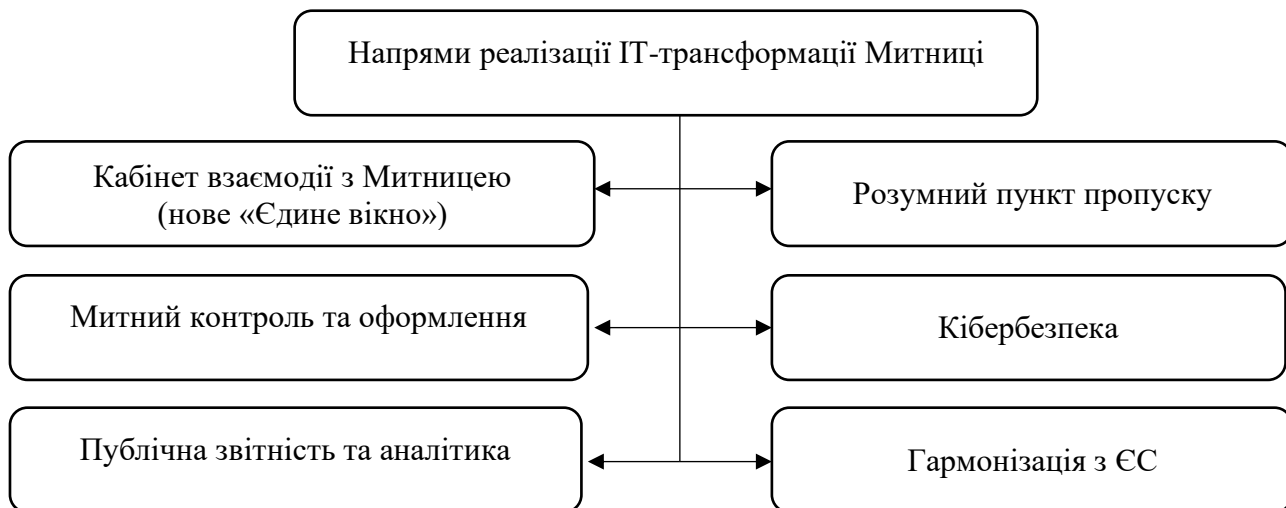 Напрями реалізації ІТ-трансформації Митниці
Кабінет взаємодії з Митницею
(нове «Єдине вікно»)
Розумний пункт пропуску
Митний контроль та оформлення
Кібербезпека
Публічна звітність та аналітика
Гармонізація з ЄС